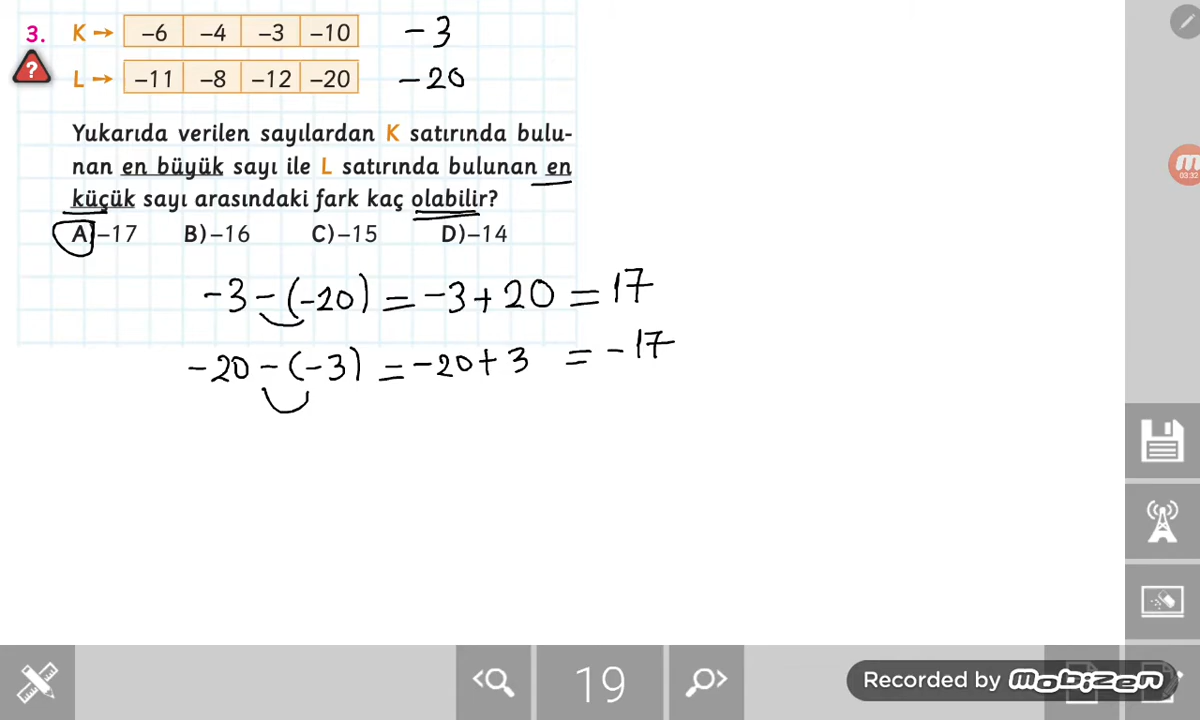 3. K → -6 -4 -3 -10 -3
? L → -11 -8 -12 -20 -20
Yukarıda verilen sayılardan K satırında bulu-
nan en büyük sayı ile L satırında bulunan en
küçük sayı arasındaki fark kaç olabilir?
A)-17 B)-16 C)-15 D)-14
-3-(-20) = -3+20 = 17
-20-(-3) = -20+3 = -17
03:32
19
Recorded by mobizen